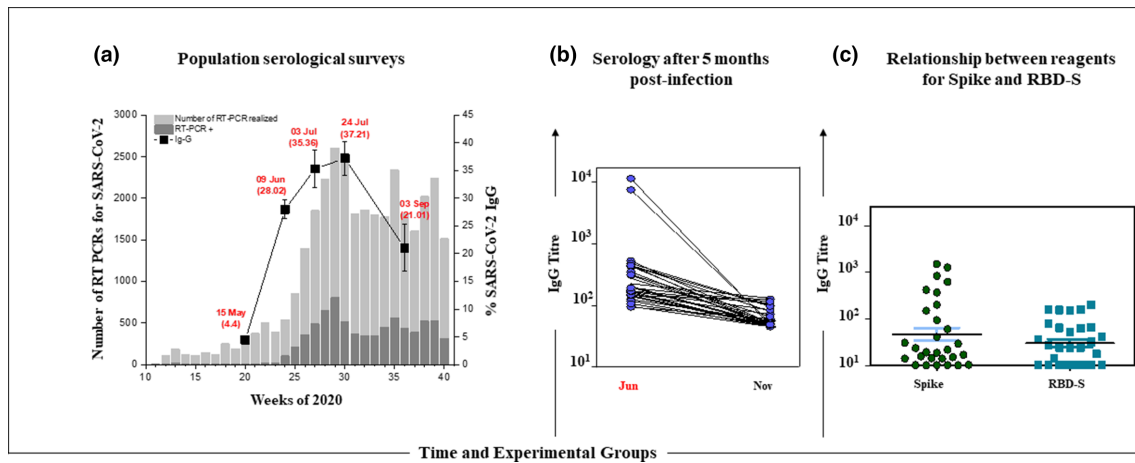 (a)
Population serological surveys
Number of RT PCRs for SARS-CoV-2
3000
2500
2000
1500
1000
500
0
Number of RT-PCR realized
RT-PCR +
Ig-G
15 May
(4.4)
09 Jun
(28.02)
03 Jul
(35.36)
24 Jul
(37.21)
03 Sep
(21.01)
45
40
35
30
25
20
15
10
5
0
% SARS-CoV-2 IgG
10 15 20 25 30 35 40
Weeks of 2020
(b)
Serology after 5 months
post-infection
IgG Titre
10⁴
10³
10²
10¹
Jun Nov
(c)
Relationship between reagents
for Spike and RBD-S
IgG Titre
10⁴
10³
10²
10¹
Spike RBD-S
Time and Experimental Groups